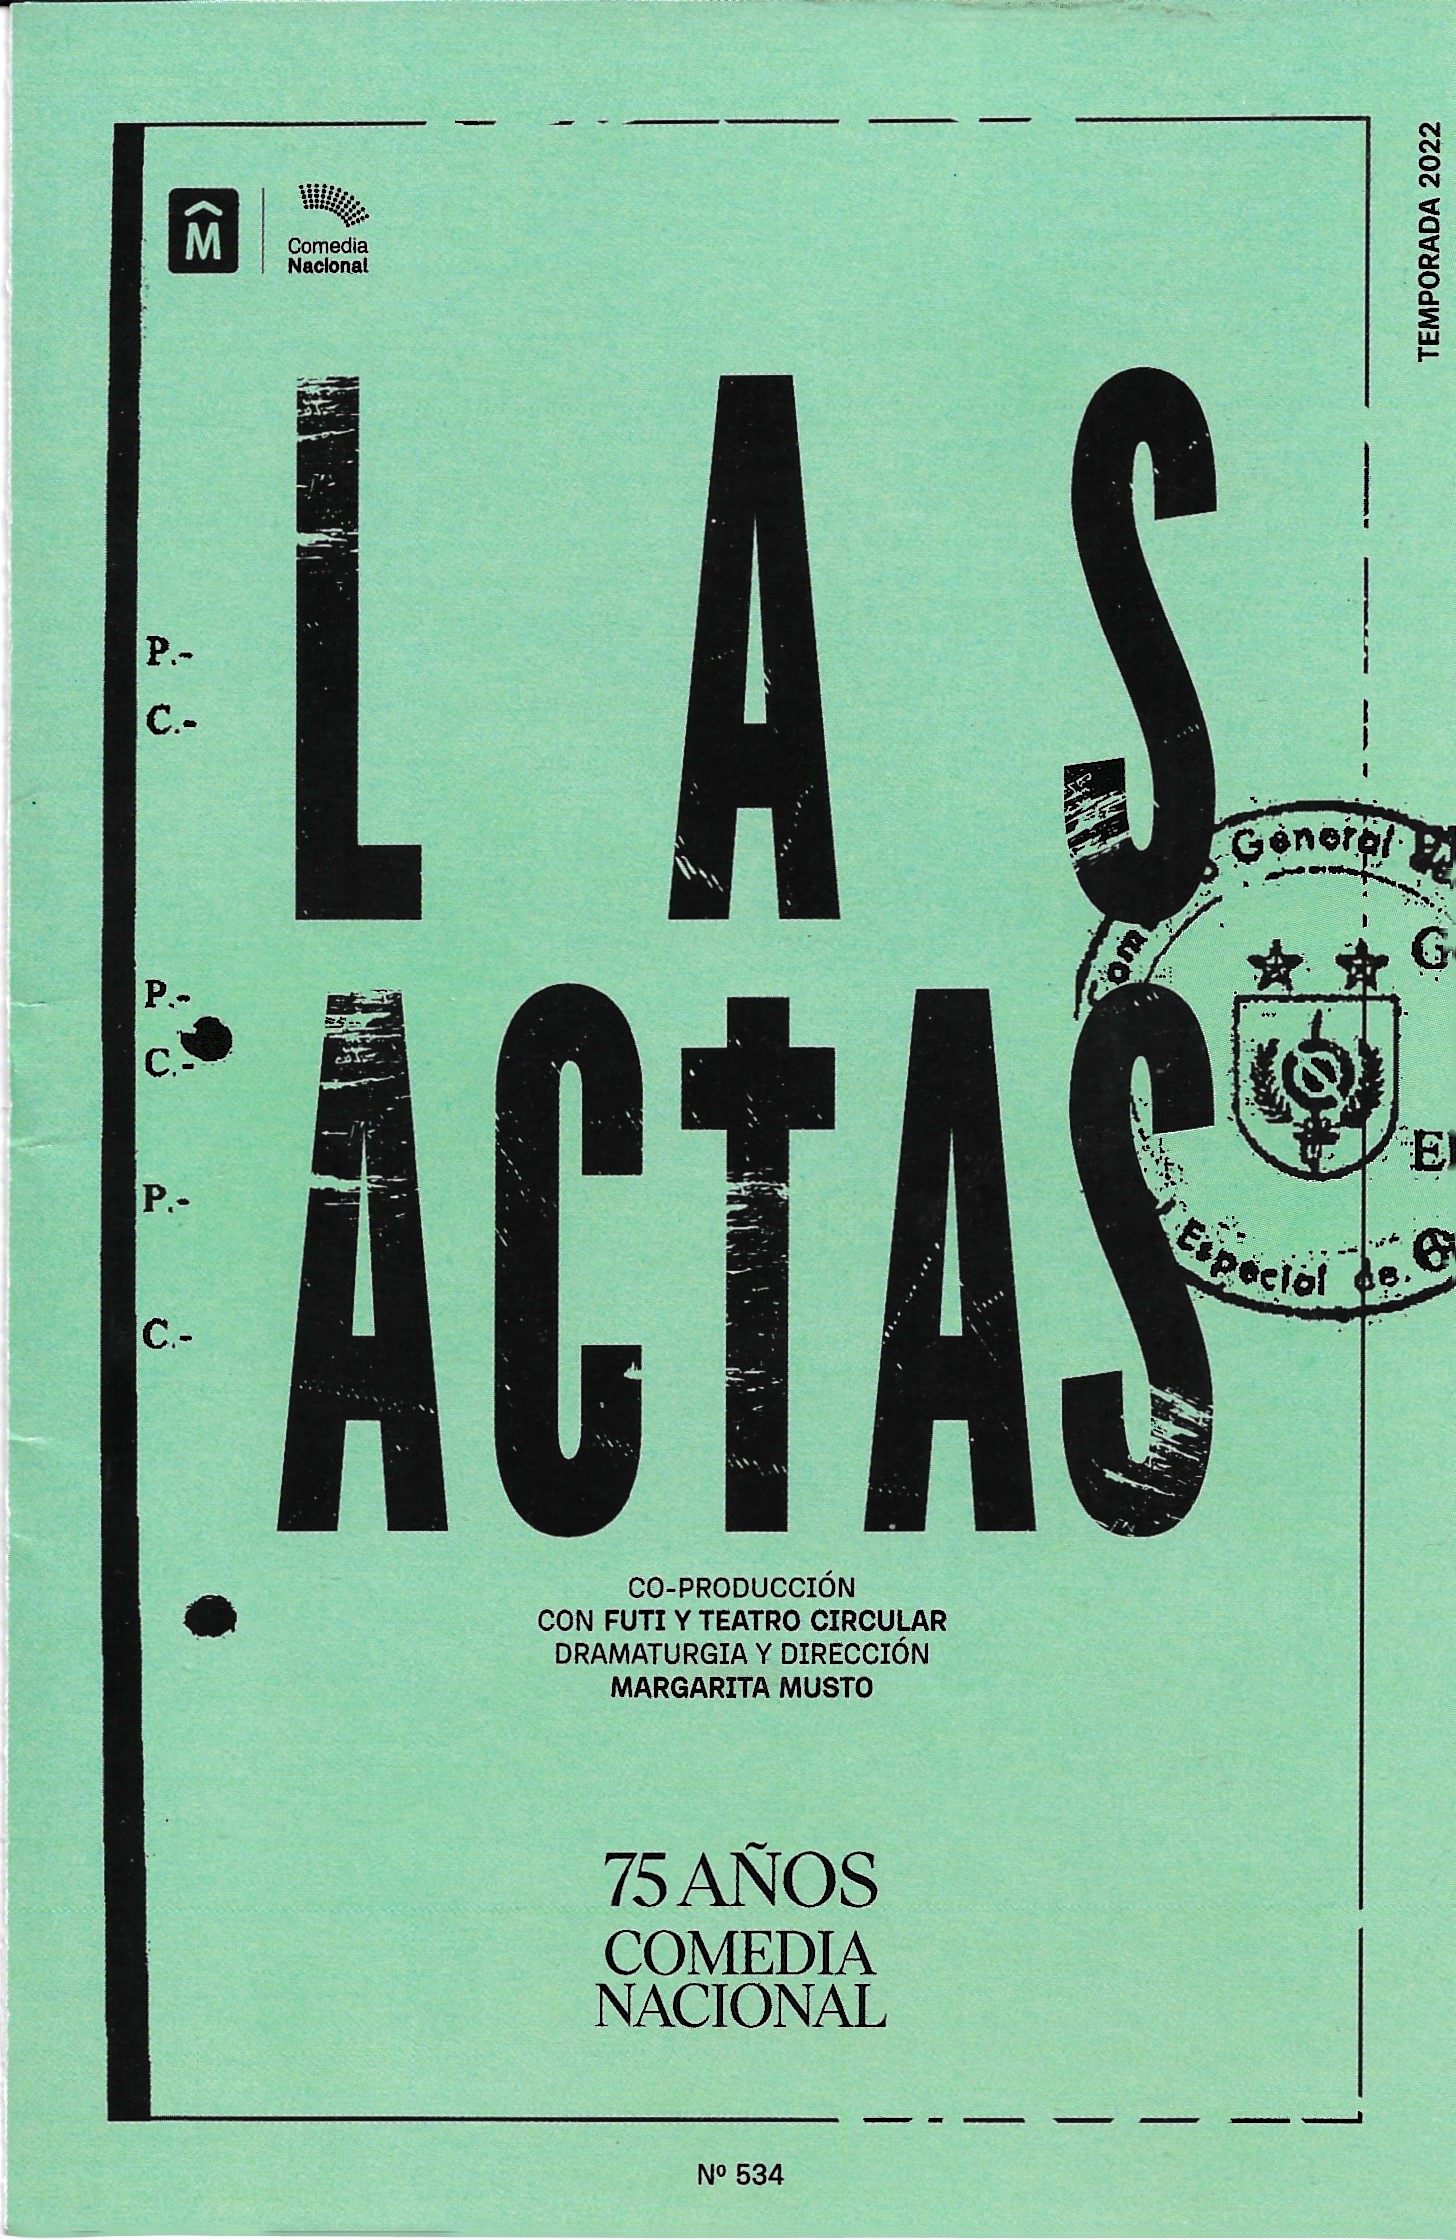 TEMPORADA 2022
M
Comedia
Nacional
LAS
P.-
C.-
General
G
P.-
C.-
ACTAS
P.-
Especial de
C.-
CO-PRODUCCIÓN
CON FUTI Y TEATRO CIRCULAR
DRAMATURGIA Y DIRECCIÓN
MARGARITA MUSTO
75 AÑOS
COMEDIA
NACIONAL
Nº 534